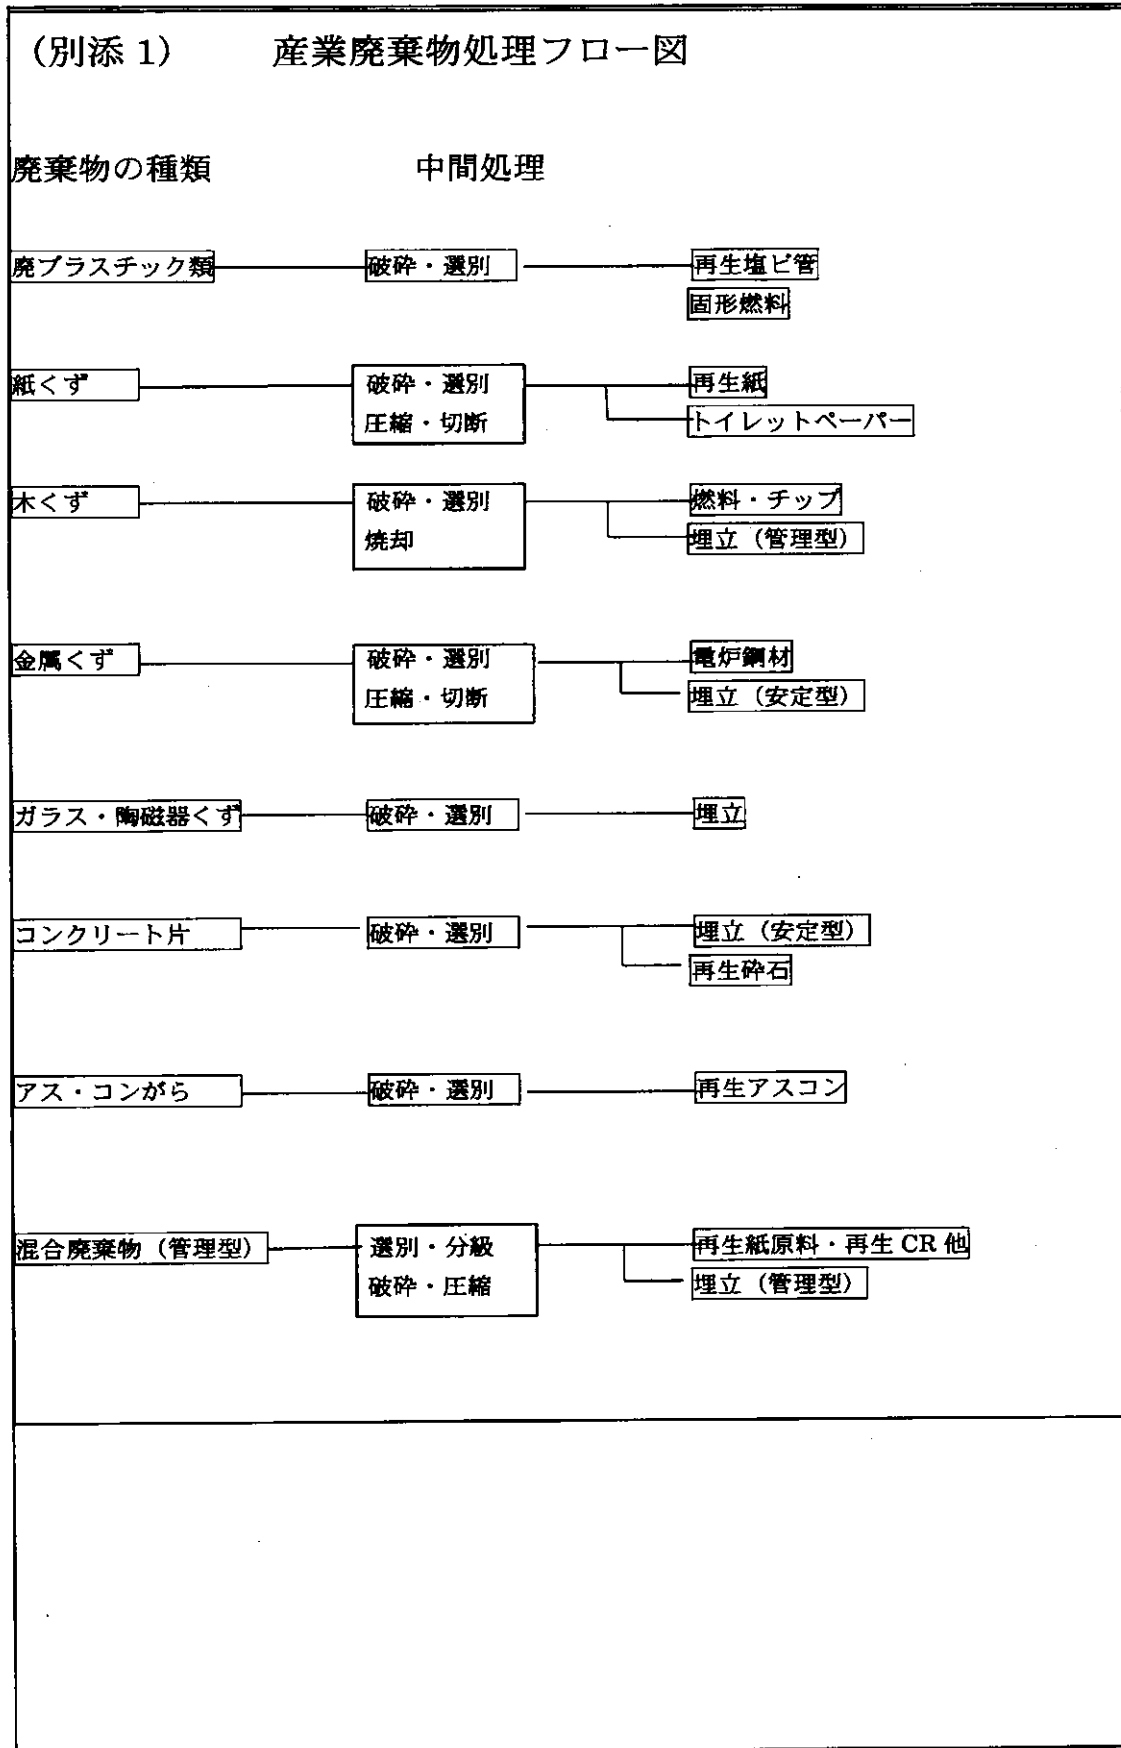 （別添 1） 産業廃棄物処理フロー図
廃棄物の種類 中間処理
廃プラスチック類 破砕・選別 再生塩ビ管
固形燃料
紙くず 破砕・選別 再生紙
圧縮・切断 トイレットペーパー
木くず 破砕・選別 燃料・チップ
焼却 埋立（管理型）
金属くず 破砕・選別 電炉鋼材
圧縮・切断 埋立（安定型）
ガラス・陶磁器くず 破砕・選別 埋立
コンクリート片 破砕・選別 埋立（安定型）
再生砕石
アス・コンがら 破砕・選別 再生アスコン
混合廃棄物（管理型） 選別・分級 再生紙原料・再生 CR 他
破砕・圧縮 埋立（管理型）